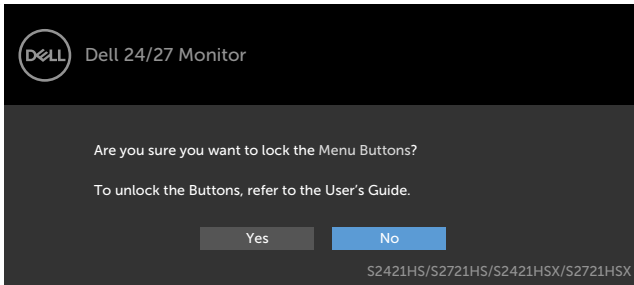 DELL
Dell 24/27 Monitor
Are you sure you want to lock the Menu Buttons?
To unlock the Buttons, refer to the User's Guide.
Yes No
S2421HS/S2721HS/S2421HSX/S2721HSX